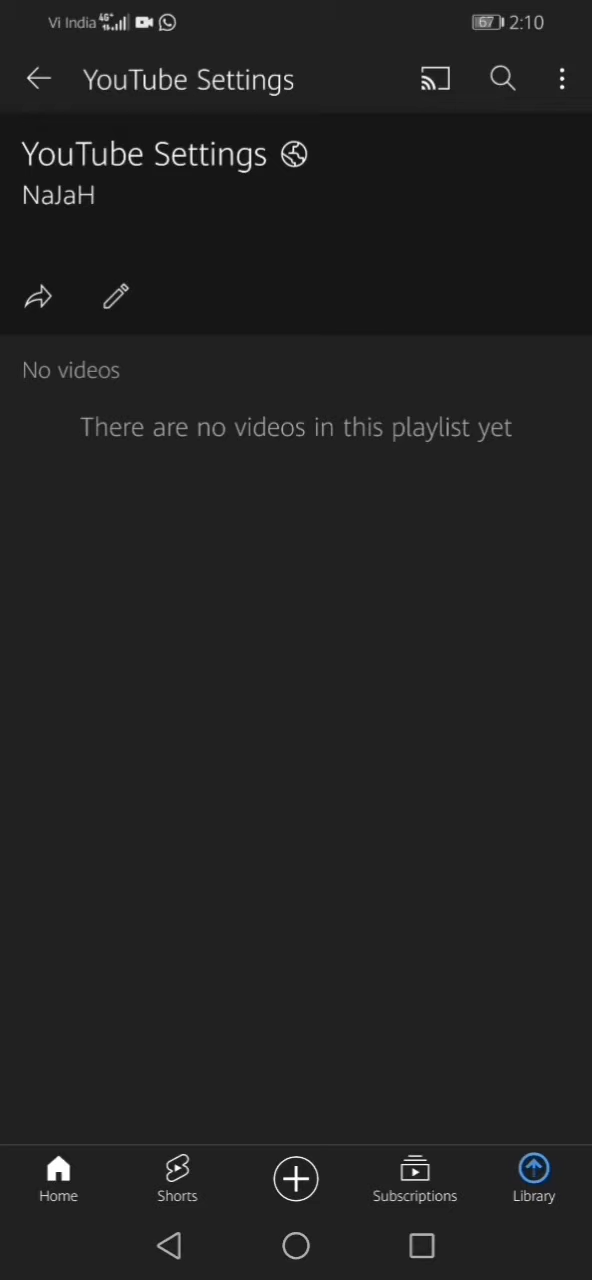 Vi India 4G+ 67 2:10
YouTube Settings
YouTube Settings
NaJaH
No videos
There are no videos in this playlist yet
Home Shorts Subscriptions Library